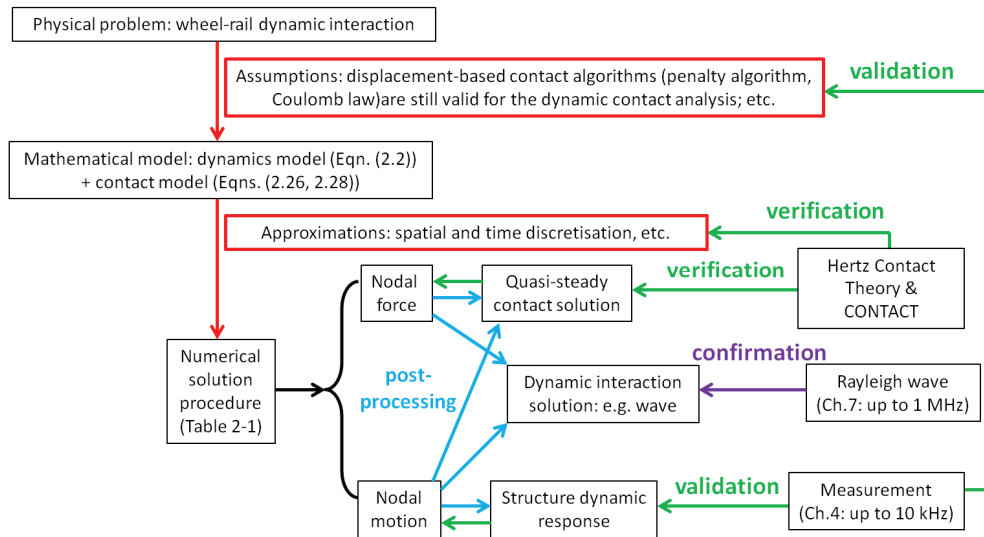 Physical problem: wheel-rail dynamic interaction
Assumptions: displacement-based contact algorithms (penalty algorithm,
Coulomb law)are still valid for the dynamic contact analysis; etc.
validation
Mathematical model: dynamics model (Eqn. (2.2))
+ contact model (Eqns. (2.26, 2.28))
Approximations: spatial and time discretisation, etc.
verification
Nodal
force
Quasi-steady
contact solution
verification
Hertz Contact
Theory &
CONTACT
Numerical
solution
procedure
(Table 2-1)
post-
processing
Dynamic interaction
solution: e.g. wave
confirmation
Rayleigh wave
(Ch.7: up to 1 MHz)
Nodal
motion
Structure dynamic
response
validation
Measurement
(Ch.4: up to 10 kHz)